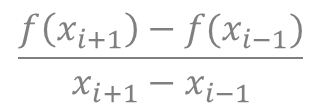 f(x_{i+1}) − f(x_{i−1})
x_{i+1} − x_{i−1}